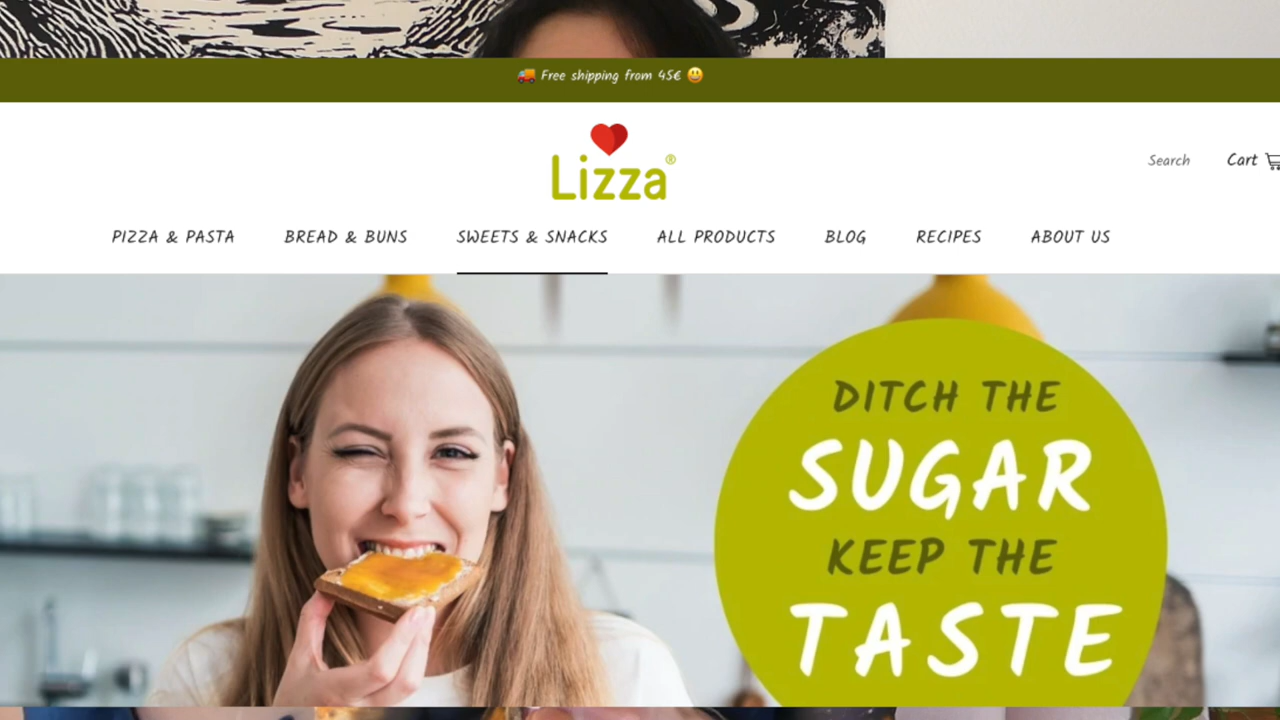 🚚 Free shipping from 45€ 😃
Lizza®
Search
Cart
PIZZA & PASTA
BREAD & BUNS
SWEETS & SNACKS
ALL PRODUCTS
BLOG
RECIPES
ABOUT US
DITCH THE
SUGAR
KEEP THE
TASTE